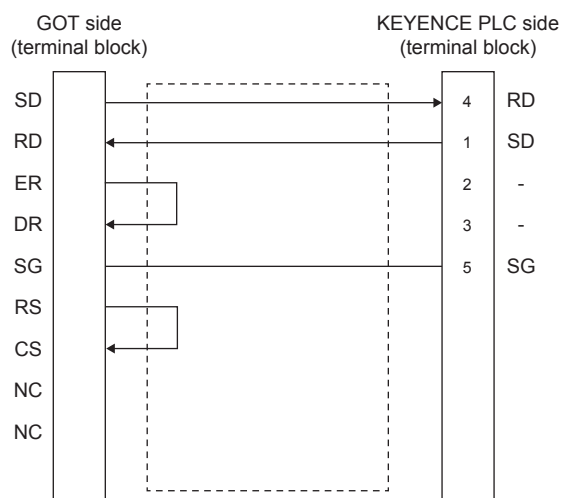 GOT side
(terminal block)
KEYENCE PLC side
(terminal block)
SD 4 RD
RD 1 SD
ER 2 -
DR 3 -
SG 5 SG
RS
CS
NC
NC